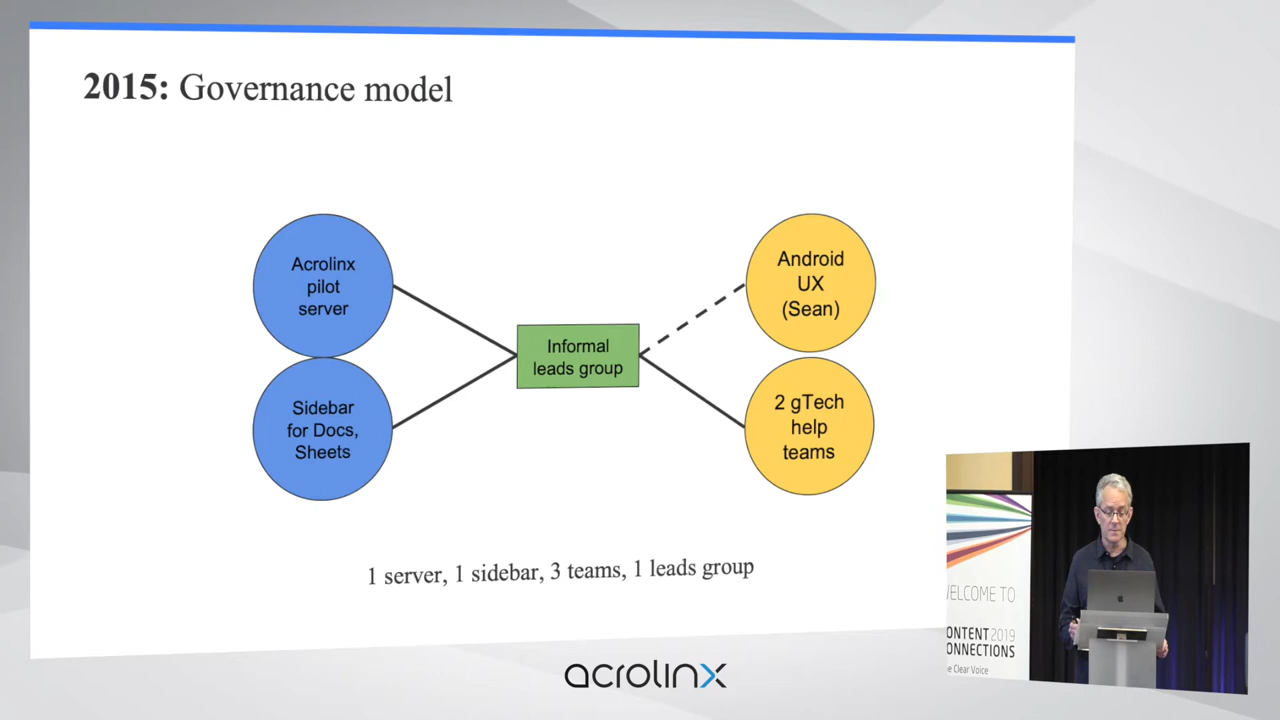 2015: Governance model
Acrolinx
pilot
server
Sidebar
for Docs,
Sheets
Informal
leads group
Android
UX
(Sean)
2 gTech
help
teams
1 server, 1 sidebar, 3 teams, 1 leads group
ELCOME TO
ONTENT 2019
ONNECTIONS
e Clear Voice
acrolinx